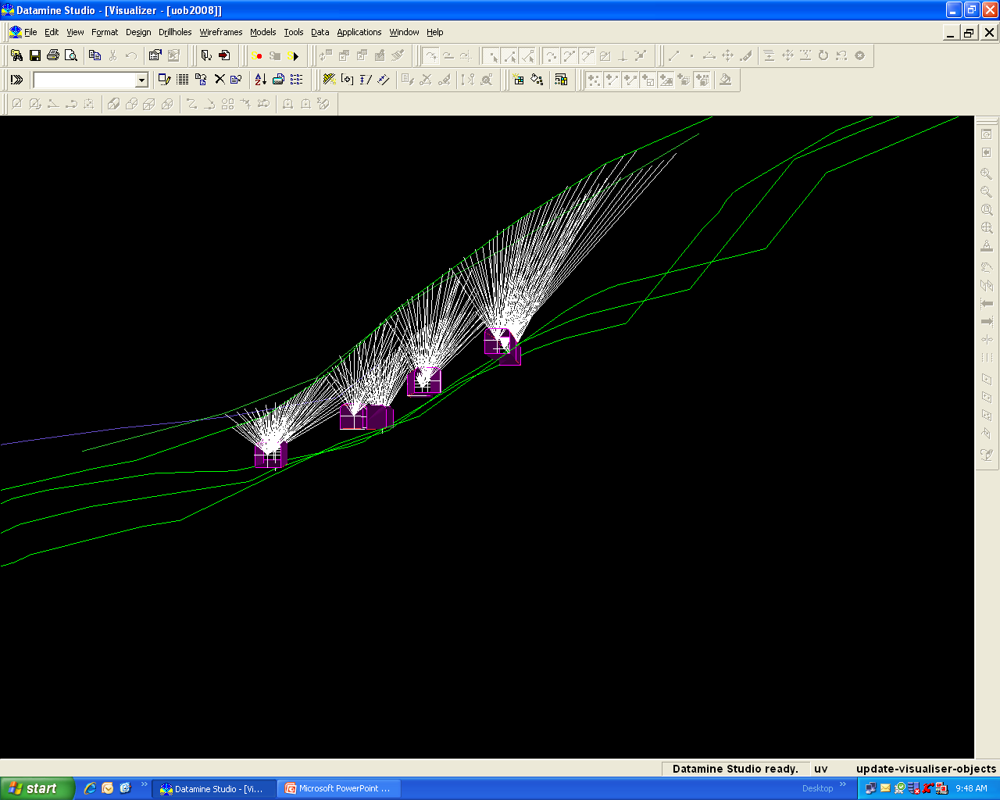 Datamine Studio - [Visualizer - [uob2008]]
File Edit View Format Design Drillholes Wireframes Models Tools Data Applications Window Help
Datamine Studio ready. uv update-visualiser-objects
start Datamine Studio - [Vi... Microsoft PowerPoint ... Desktop 9:48 AM